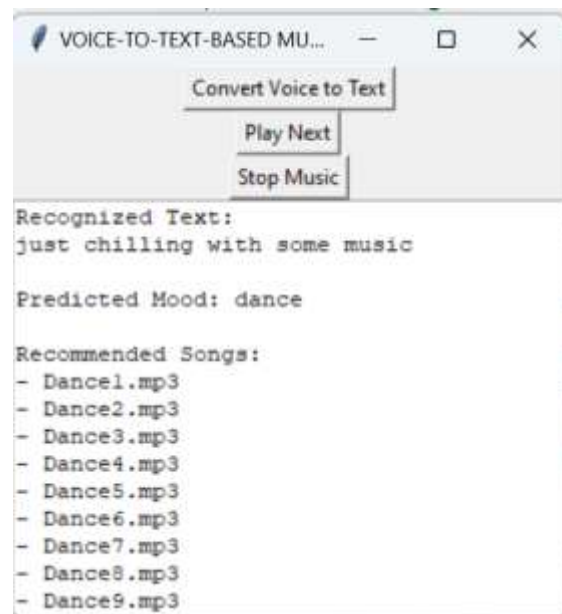 VOICE-TO-TEXT-BASED MU...
Convert Voice to Text
Play Next
Stop Music
Recognized Text:
just chilling with some music
Predicted Mood: dance
Recommended Songs:
- Dance1.mp3
- Dance2.mp3
- Dance3.mp3
- Dance4.mp3
- Dance5.mp3
- Dance6.mp3
- Dance7.mp3
- Dance8.mp3
- Dance9.mp3